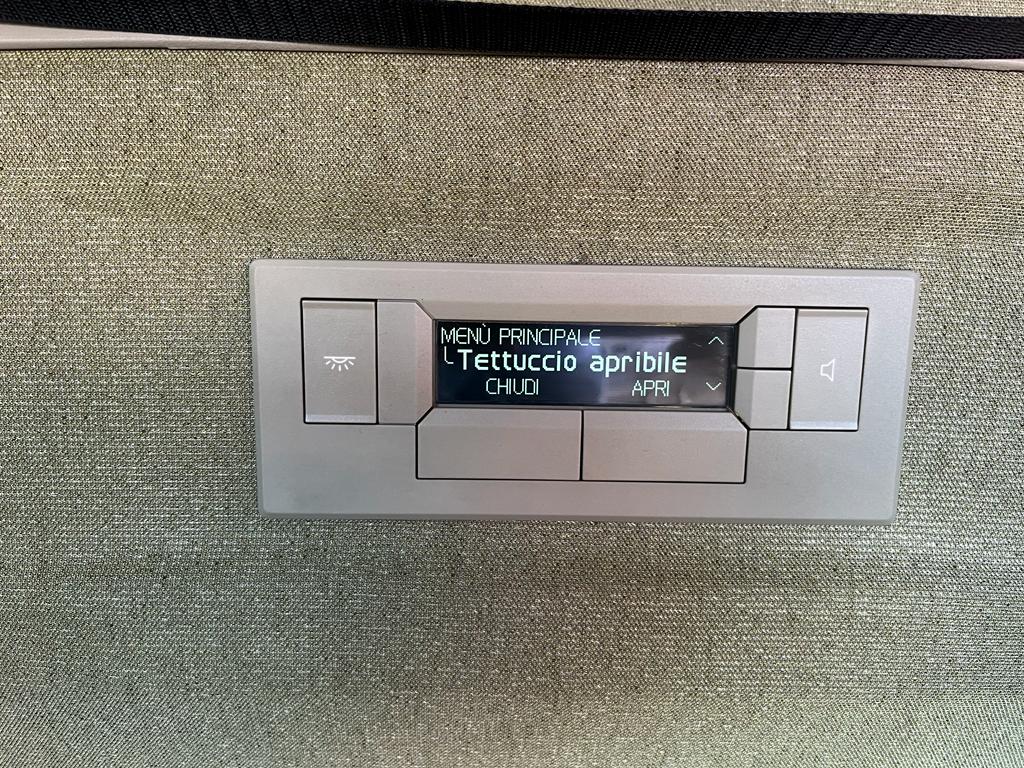 MENÙ PRINCIPALE
Tettuccio apribile
CHIUDI APRI